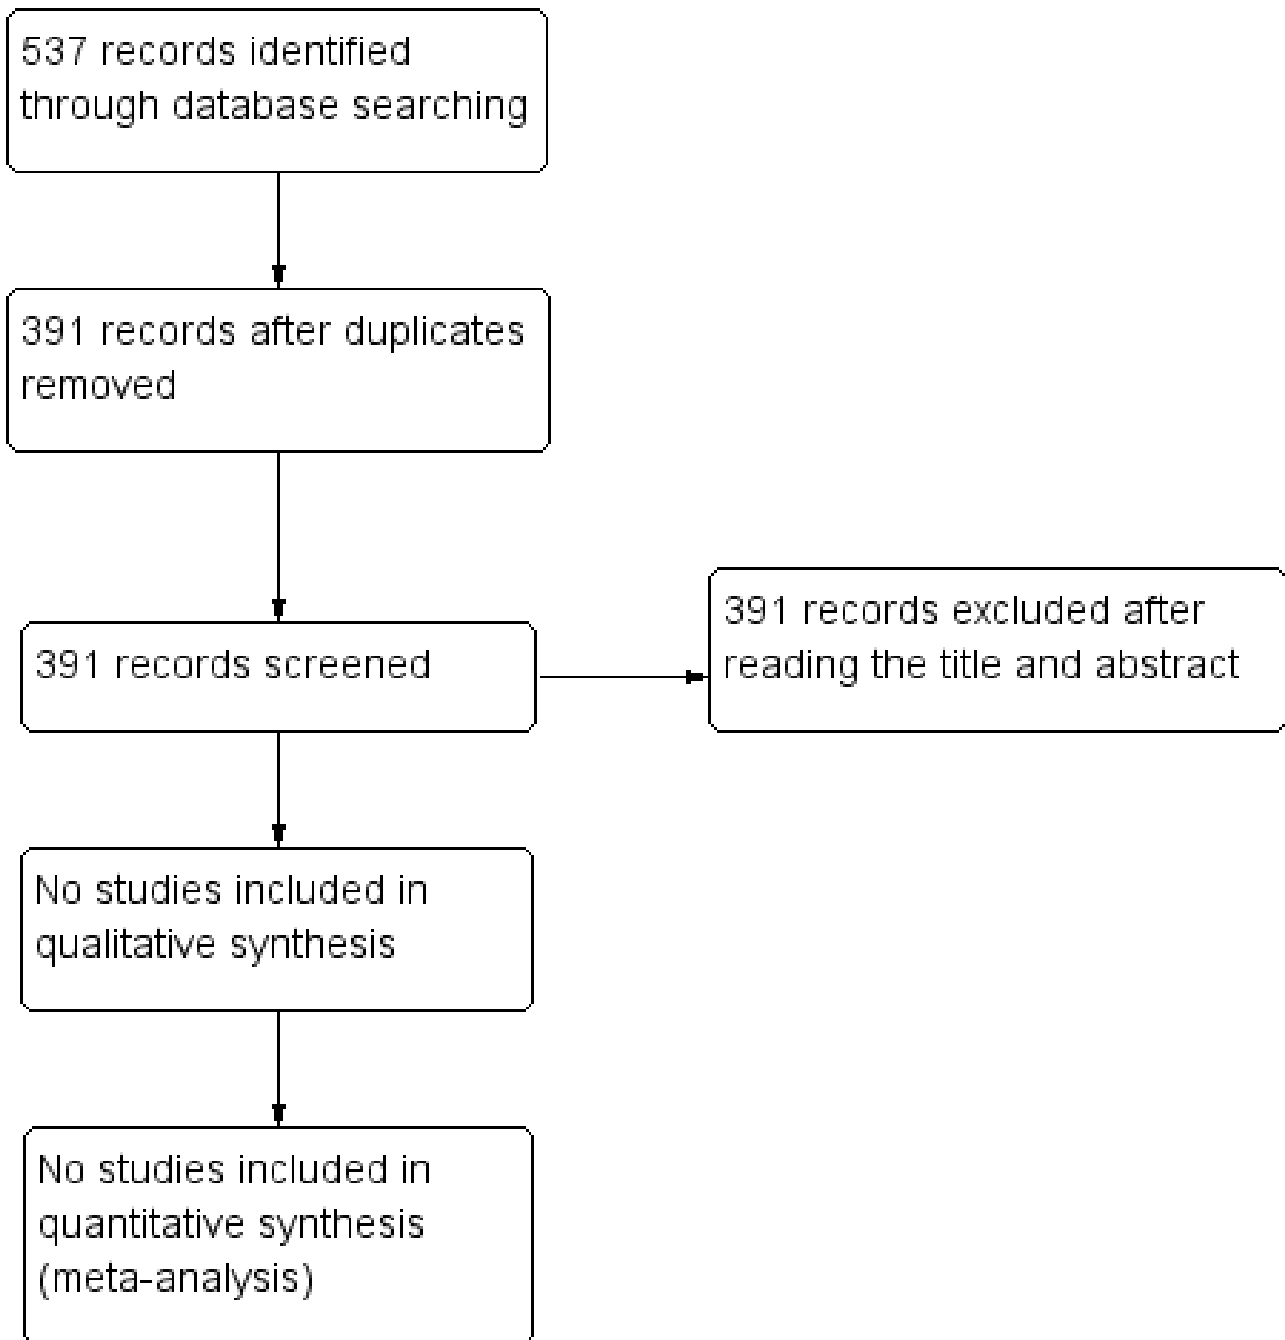 537 records identified
through database searching
391 records after duplicates
removed
391 records screened
391 records excluded after
reading the title and abstract
No studies included in
qualitative synthesis
No studies included in
quantitative synthesis
(meta-analysis)